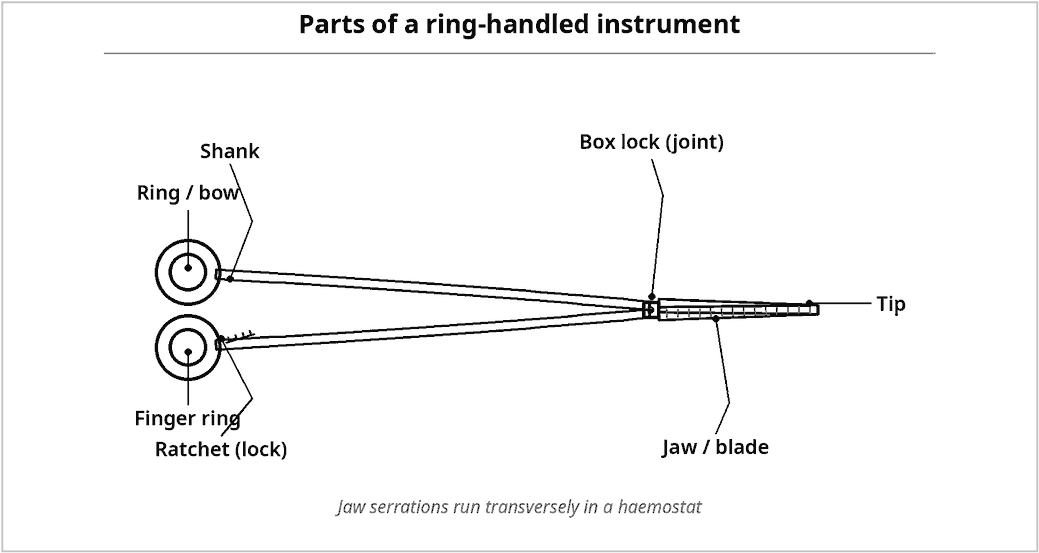 Parts of a ring-handled instrument
Box lock (joint)
Shank
Ring / bow
Tip
Finger ring
Ratchet (lock)
Jaw / blade
Jaw serrations run transversely in a haemostat